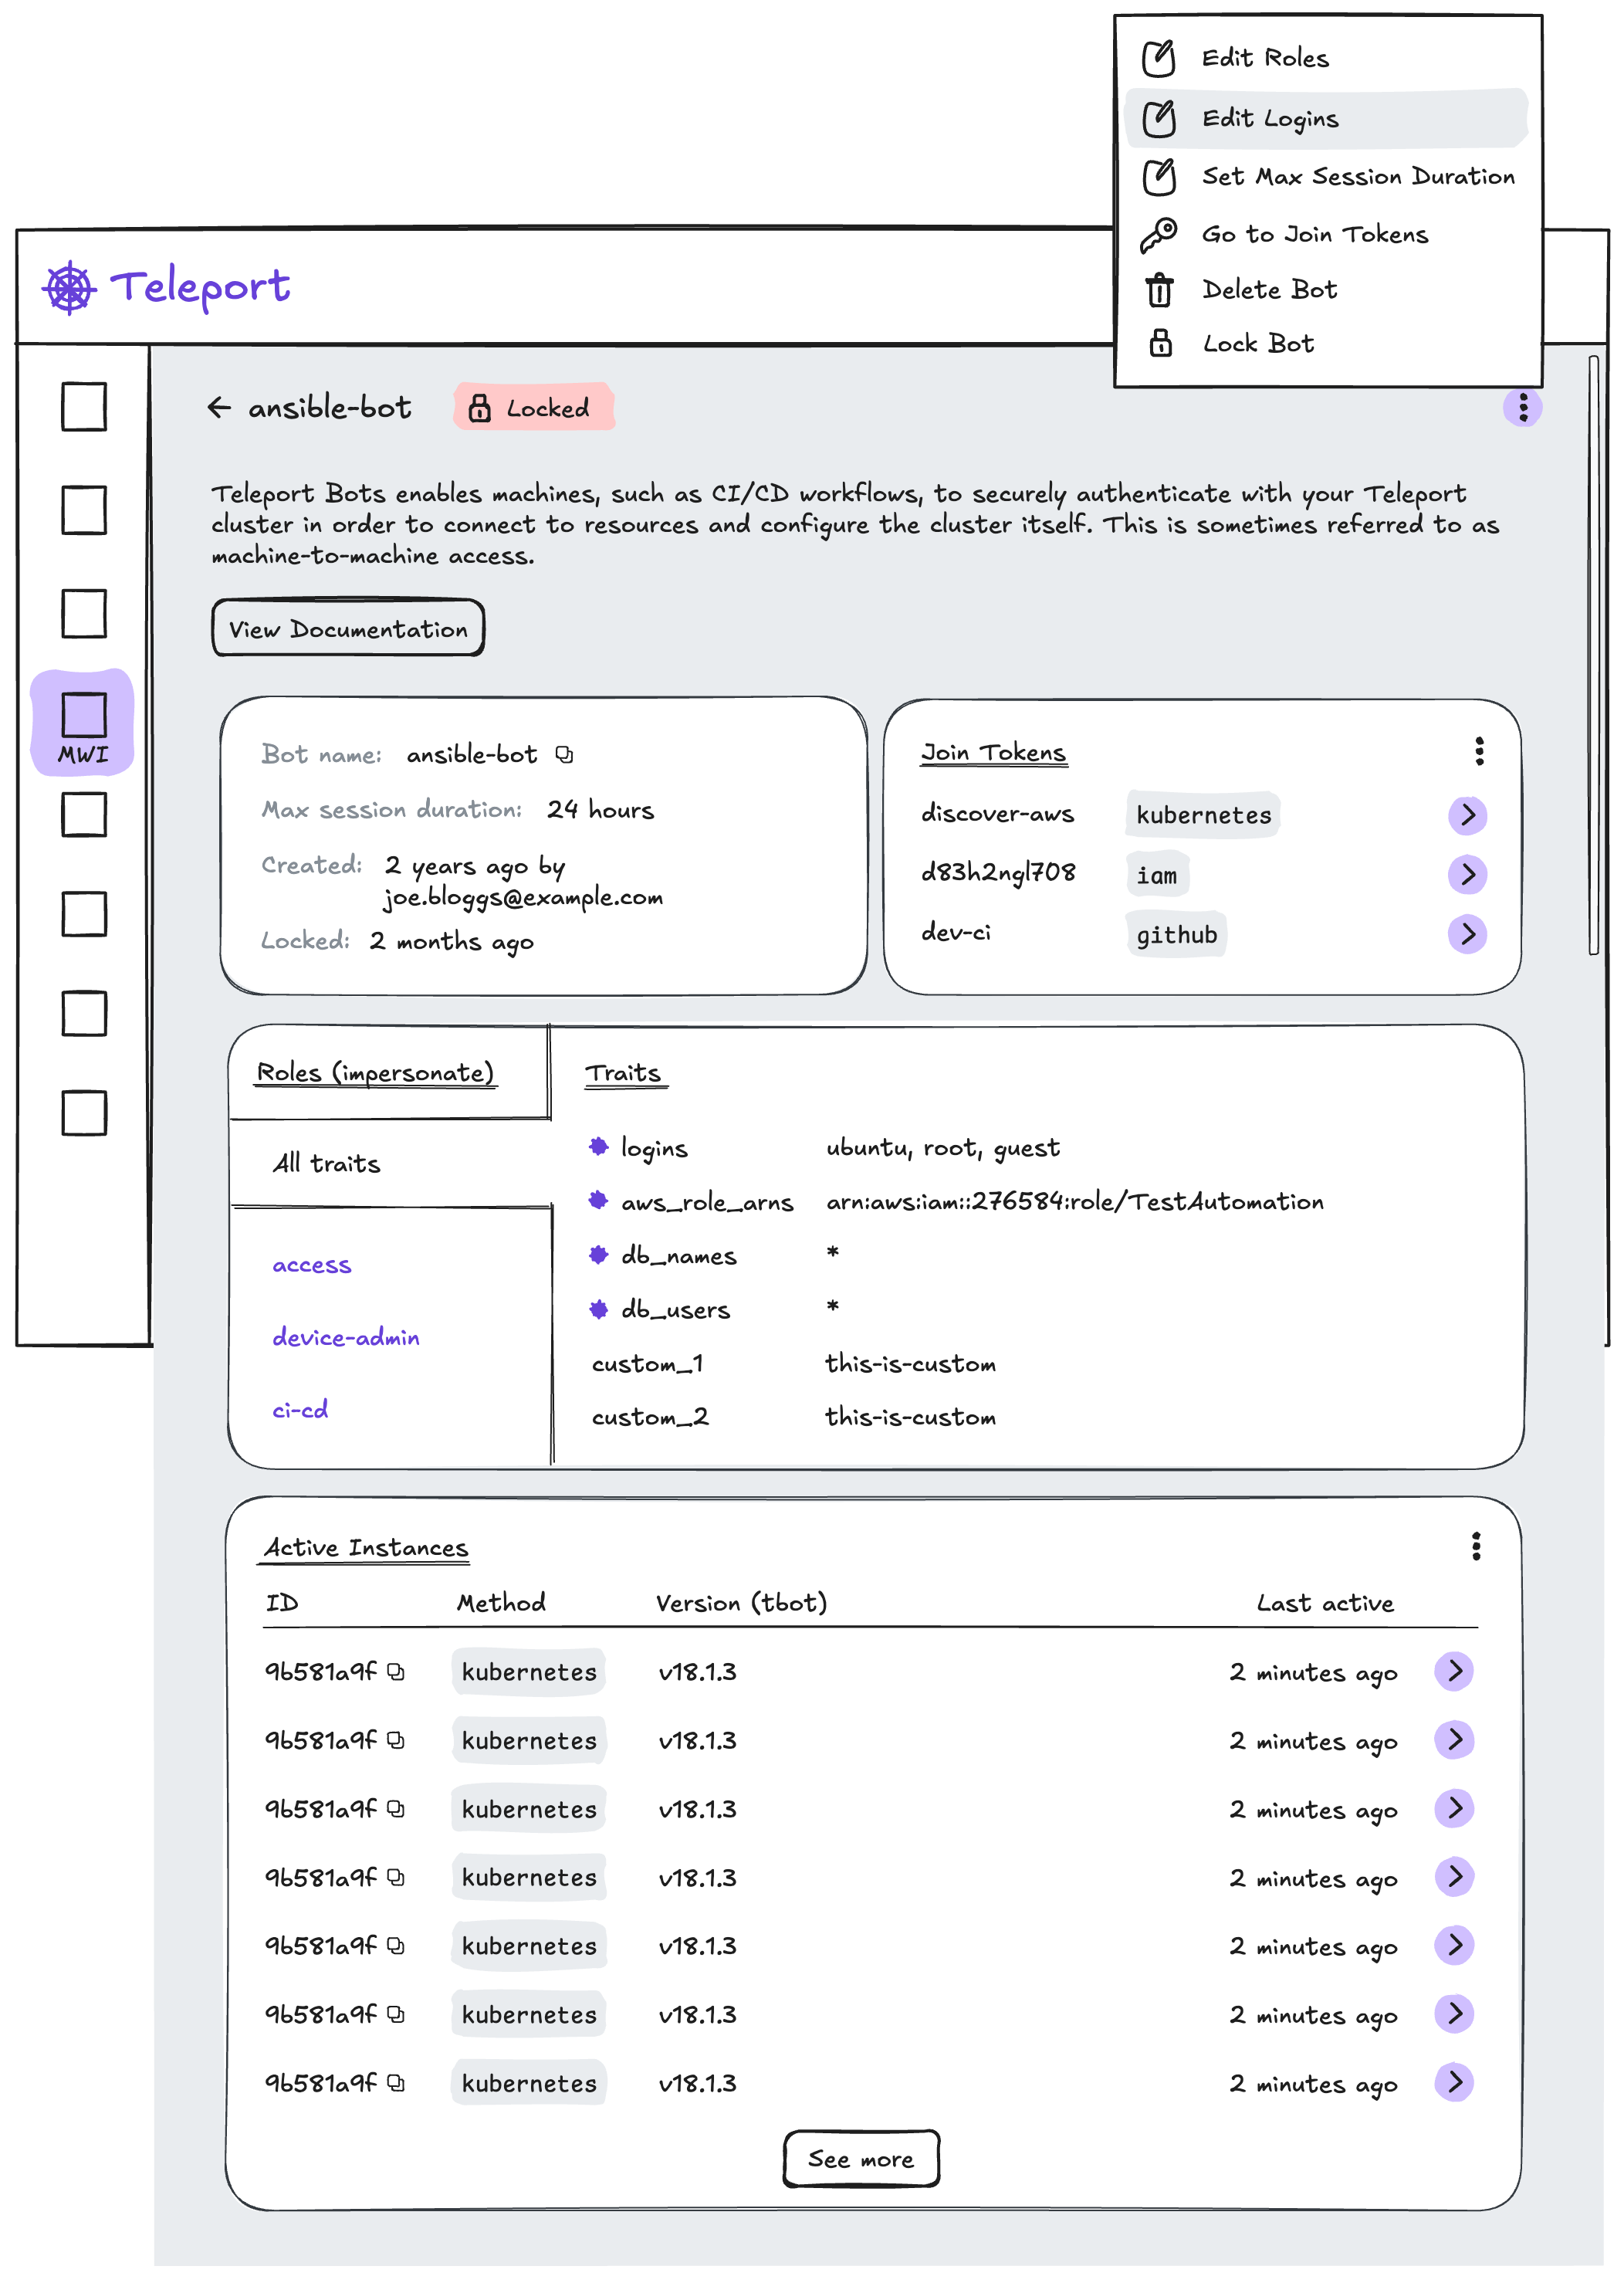 Edit Roles
Edit Logins
Set Max Session Duration
Go to Join Tokens
Delete Bot
Lock Bot
Teleport
MWI
ansible-bot
Locked
Teleport Bots enables machines, such as CI/CD workflows, to securely authenticate with your Teleport
cluster in order to connect to resources and configure the cluster itself. This is sometimes referred to as
machine-to-machine access.
View Documentation
Bot name: ansible-bot
Max session duration: 24 hours
Created: 2 years ago by
joe.bloggs@example.com
Locked: 2 months ago
Join Tokens
discover-aws kubernetes
d83h2ngl708 iam
dev-ci github
Roles (impersonate)
All traits
access
device-admin
ci-cd
Traits
logins ubuntu, root, guest
aws_role_arns arn:aws:iam::276584:role/TestAutomation
db_names *
db_users *
custom_1 this-is-custom
custom_2 this-is-custom
Active Instances
ID Method Version (tbot) Last active
9b581a9f kubernetes v18.1.3 2 minutes ago
9b581a9f kubernetes v18.1.3 2 minutes ago
9b581a9f kubernetes v18.1.3 2 minutes ago
9b581a9f kubernetes v18.1.3 2 minutes ago
9b581a9f kubernetes v18.1.3 2 minutes ago
9b581a9f kubernetes v18.1.3 2 minutes ago
9b581a9f kubernetes v18.1.3 2 minutes ago
See more